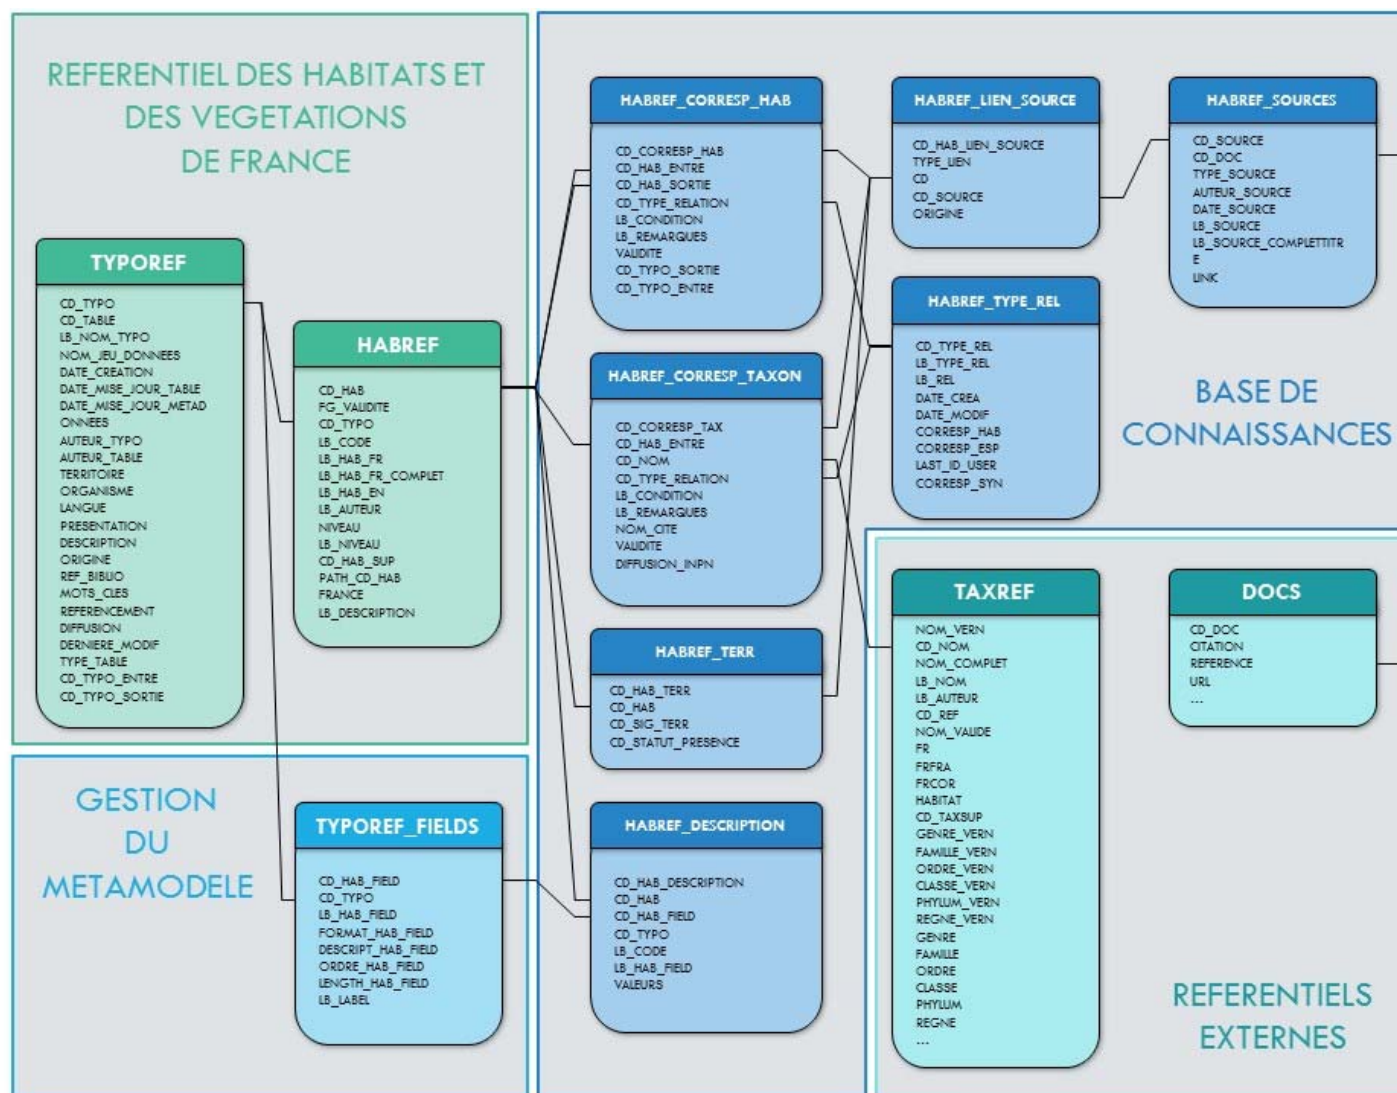 REFERENTIEL DES HABITATS ET
DES VEGETATIONS
DE FRANCE
TYPOREF
CD_TYPO
CD_TABLE
LB_NOM_TYPO
NOM_JEU_DONNEES
DATE_CREATION
DATE_MISE_JOUR_TABLE
DATE_MISE_JOUR_METAD
ONNEES
AUTEUR_TYPO
AUTEUR_TABLE
TERRITOIRE
ORGANISME
LANGUE
PRESENTATION
DESCRIPTION
ORIGINE
REF_BIBLIO
MOTS_CLES
REFERENCEMENT
DIFFUSION
DERNIERE_MODIF
TYPE_TABLE
CD_TYPO_ENTRE
CD_TYPO_SORTIE
HABREF
CD_HAB
FG_VALIDITE
CD_TYPO
LB_CODE
LB_HAB_FR
LB_HAB_FR_COMPLET
LB_HAB_EN
LB_AUTEUR
NIVEAU
LB_NIVEAU
CD_HAB_SUP
PATH_CD_HAB
FRANCE
LB_DESCRIPTION
GESTION
DU
METAMODELE
TYPOREF_FIELDS
CD_HAB_FIELD
CD_TYPO
LB_HAB_FIELD
FORMAT_HAB_FIELD
DESCRIPT_HAB_FIELD
ORDRE_HAB_FIELD
LENGTH_HAB_FIELD
LB_LABEL
HABREF_CORRESP_HAB
CD_CORRESP_HAB
CD_HAB_ENTRE
CD_HAB_SORTIE
CD_TYPE_RELATION
LB_CONDITION
LB_REMARQUES
VALIDITE
CD_TYPO_SORTIE
CD_TYPO_ENTRE
HABREF_CORRESP_TAXON
CD_CORRESP_TAX
CD_HAB_ENTRE
CD_NOM
CD_TYPE_RELATION
LB_CONDITION
LB_REMARQUES
NOM_CITE
VALIDITE
DIFFUSION_INPN
HABREF_TERR
CD_HAB_TERR
CD_HAB
CD_SIG_TERR
CD_STATUT_PRESENCE
HABREF_DESCRIPTION
CD_HAB_DESCRIPTION
CD_HAB
CD_HAB_FIELD
CD_TYPO
LB_CODE
LB_HAB_FIELD
VALEURS
HABREF_LIEN_SOURCE
CD_HAB_LIEN_SOURCE
TYPE_LIEN
CD
CD_SOURCE
ORIGINE
HABREF_TYPE_REL
CD_TYPE_REL
LB_TYPE_REL
LB_REL
DATE_CREA
DATE_MODIF
CORRESP_HAB
CORRESP_ESP
LAST_ID_USER
CORRESP_SYN
HABREF_SOURCES
CD_SOURCE
CD_DOC
TYPE_SOURCE
AUTEUR_SOURCE
DATE_SOURCE
LB_SOURCE
LB_SOURCE_COMPLETTITR
E
LINK
BASE DE
CONNAISSANCES
TAXREF
NOM_VERN
CD_NOM
NOM_COMPLET
LB_NOM
LB_AUTEUR
CD_REF
NOM_VALIDE
FR
FRFRA
FRCOR
HABITAT
CD_TAXSUP
GENRE_VERN
FAMILLE_VERN
ORDRE_VERN
CLASSE_VERN
PHYLUM_VERN
REGNE_VERN
GENRE
FAMILLE
ORDRE
CLASSE
PHYLUM
REGNE
...
DOCS
CD_DOC
CITATION
REFERENCE
URL
...
REFERENTIELS
EXTERNES